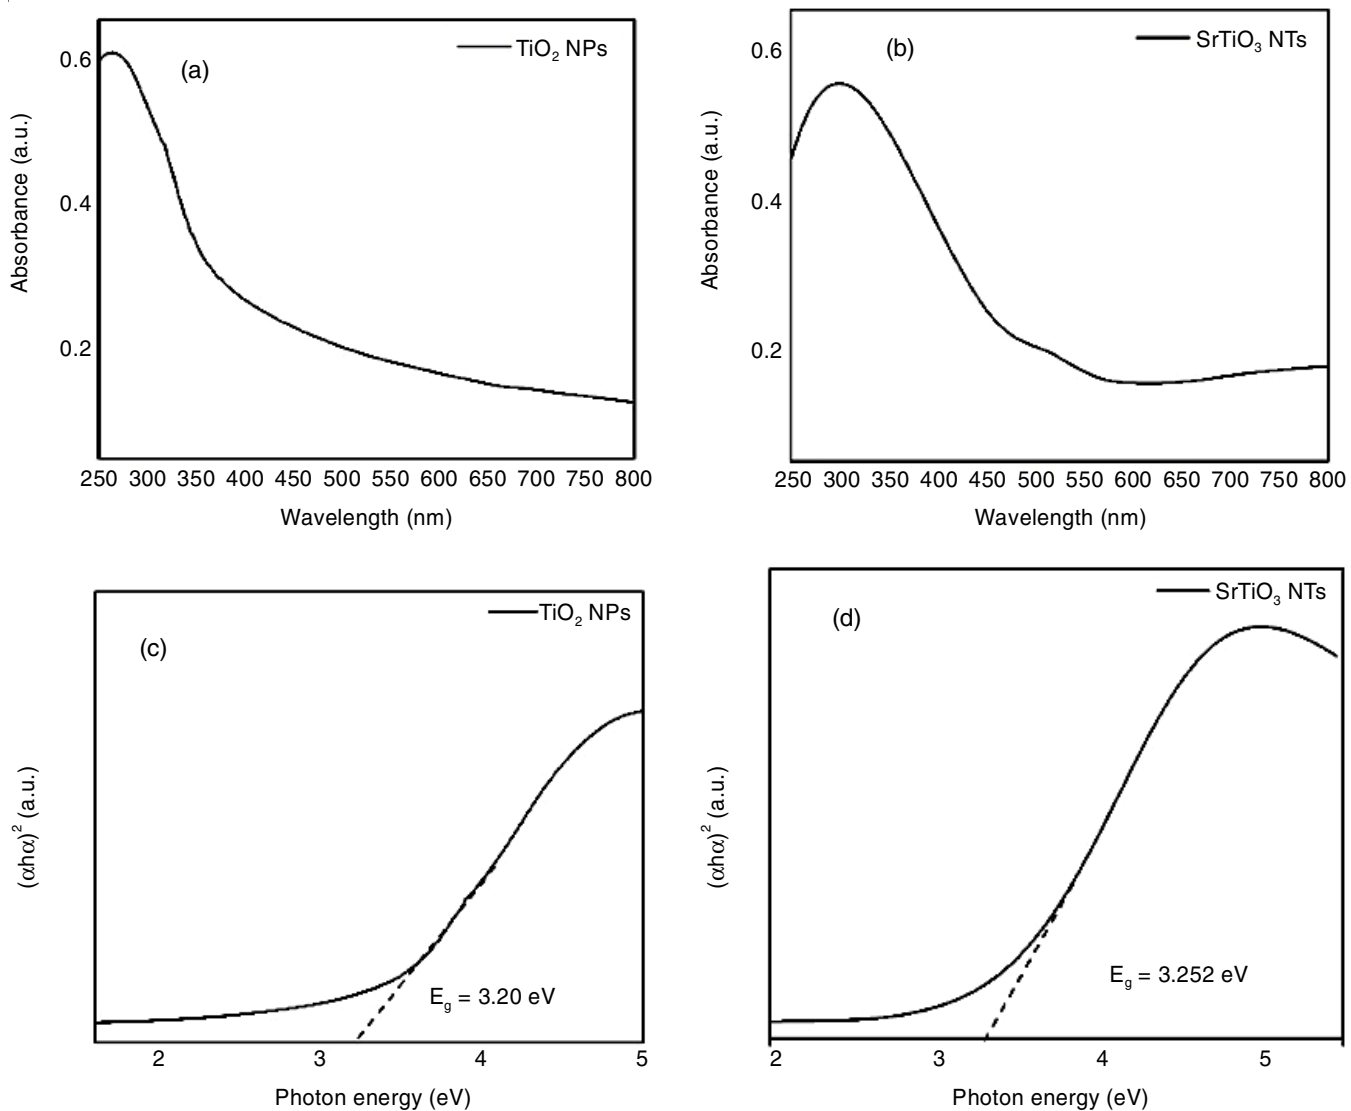 TiO₂ NPs
(a)
0.6
0.4
0.2
Absorbance (a.u.)
250 300 350 400 450 500 550 600 650 700 750 800
Wavelength (nm)
SrTiO₃ NTs
(b)
0.6
0.4
0.2
Absorbance (a.u.)
250 300 350 400 450 500 550 600 650 700 750 800
Wavelength (nm)
TiO₂ NPs
(c)
(αhα)² (a.u.)
E_g = 3.20 eV
2 3 4 5
Photon energy (eV)
SrTiO₃ NTs
(d)
(αhα)² (a.u.)
E_g = 3.252 eV
2 3 4 5
Photon energy (eV)